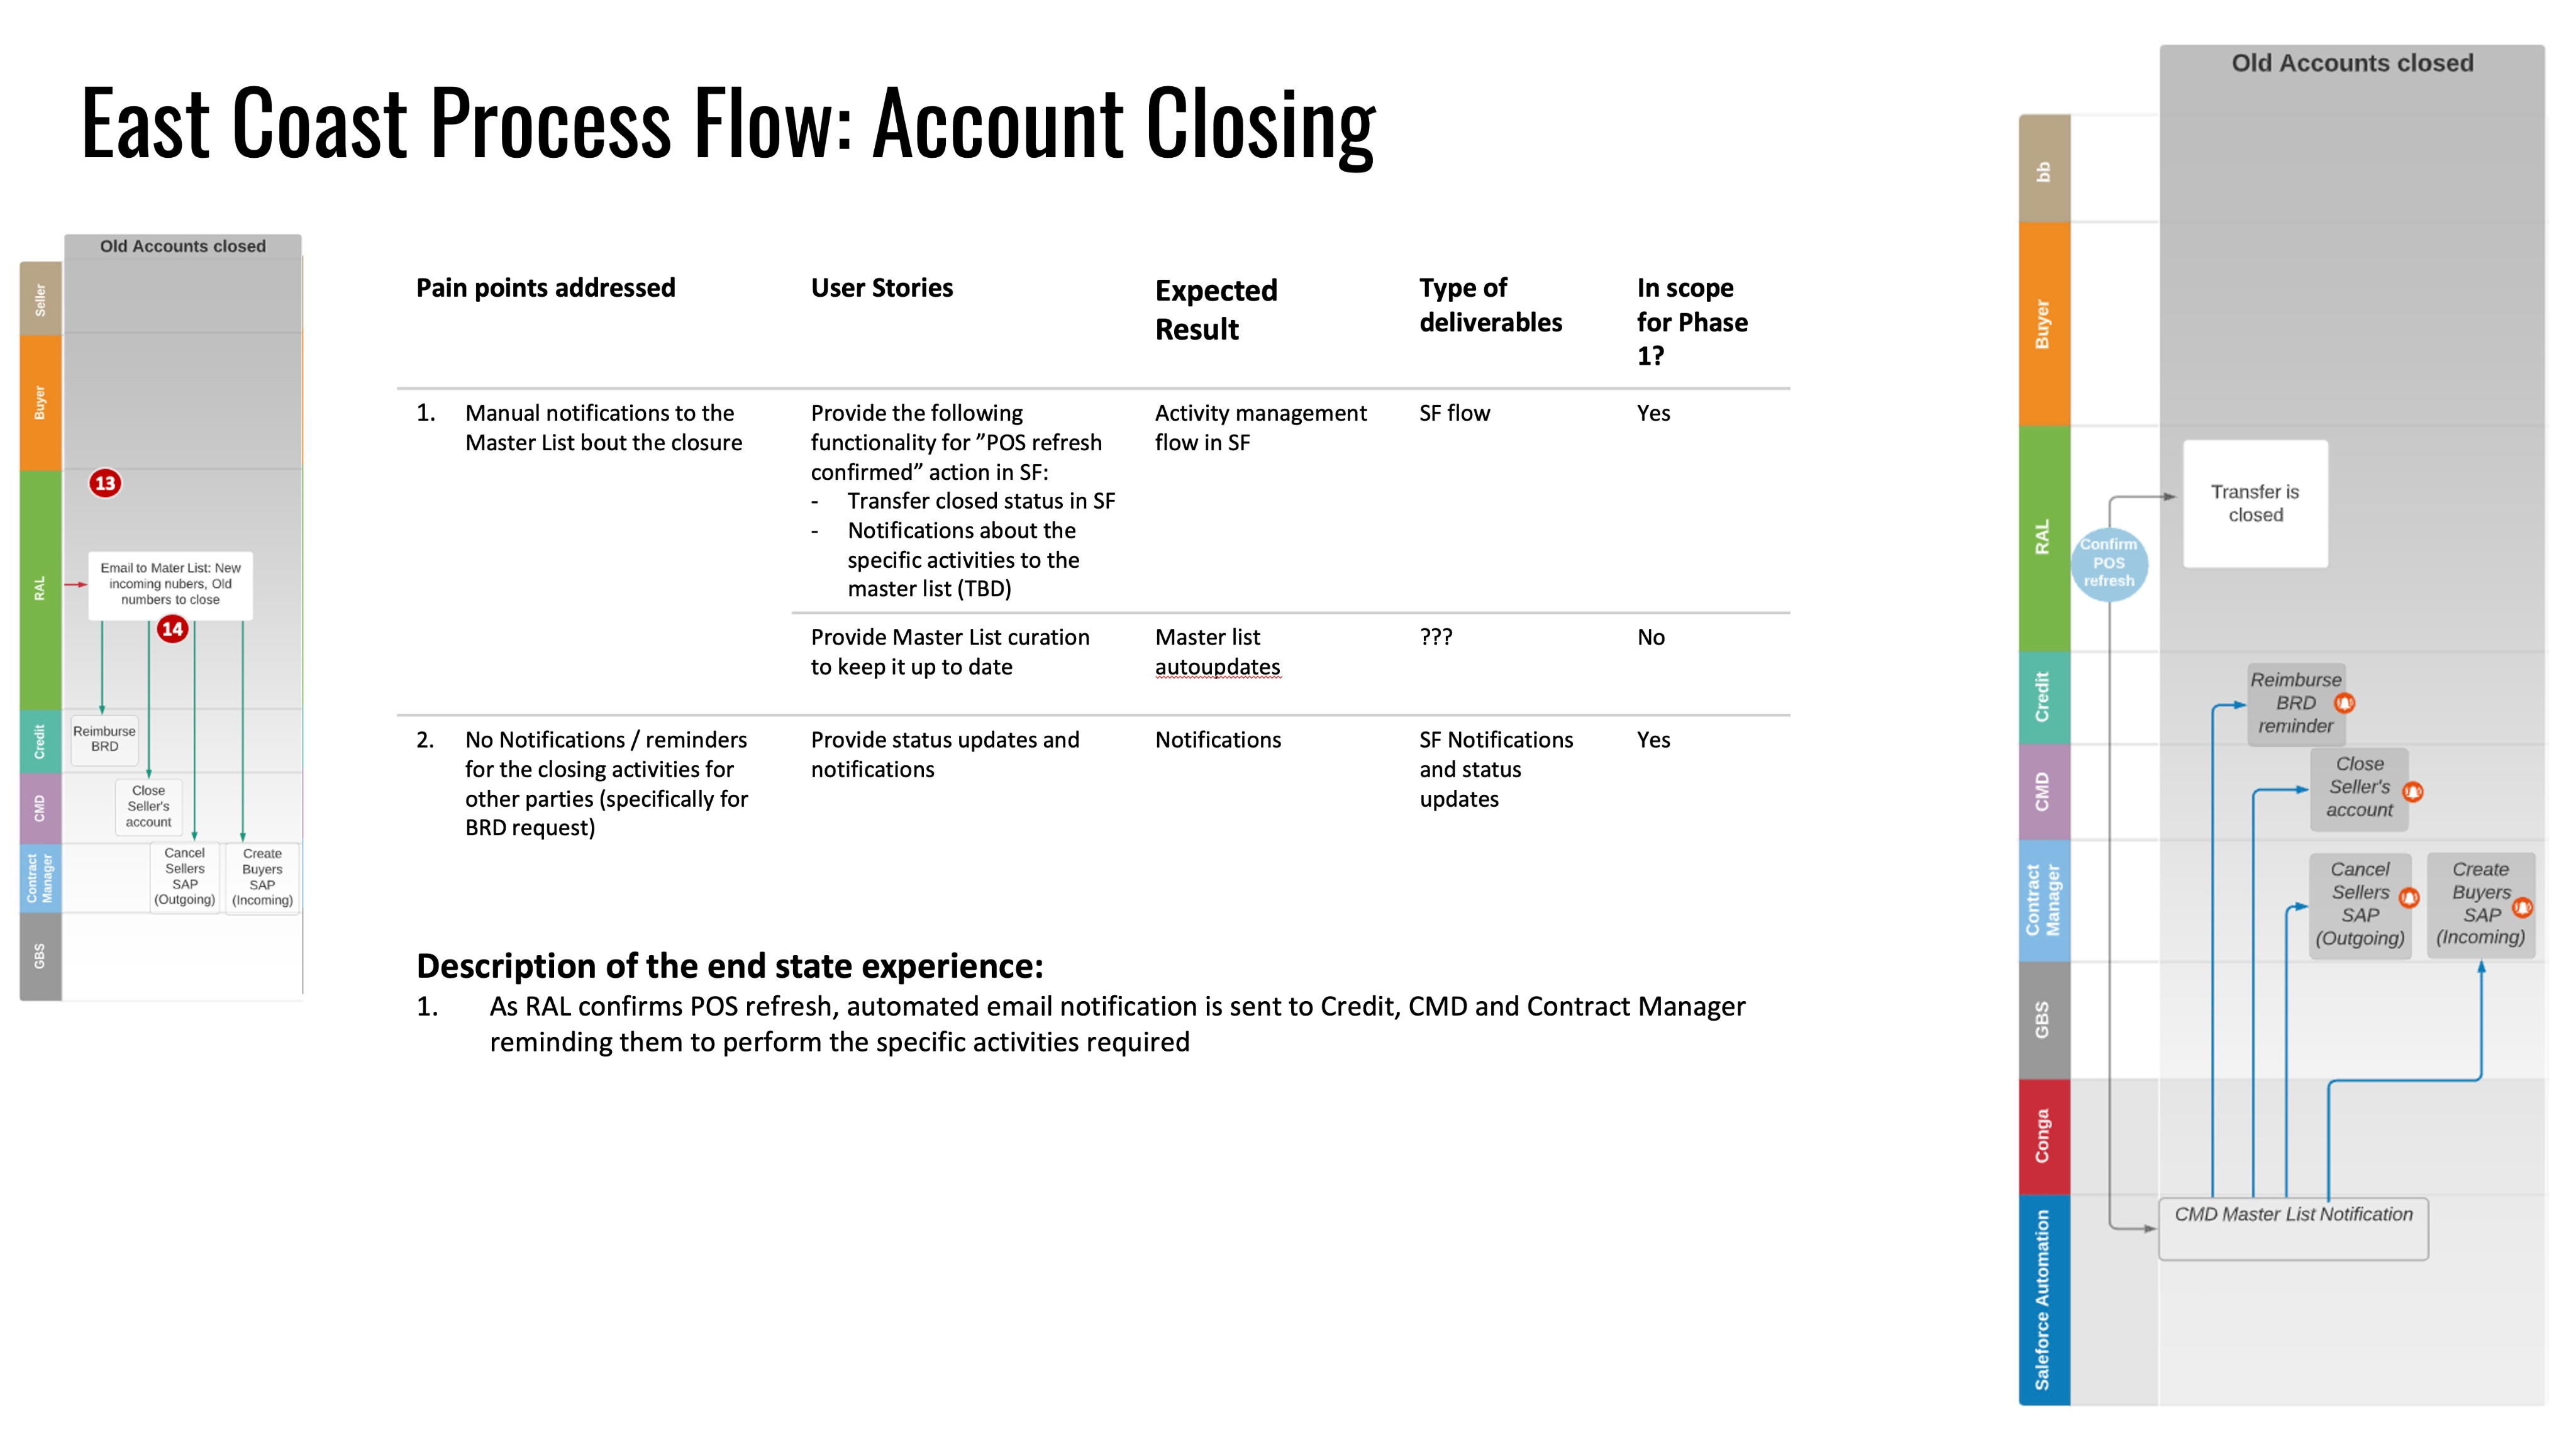 East Coast Process Flow: Account Closing
Old Accounts closed
Seller
Buyer
RAL
Credit
CMD
Contract
Manager
GBS
13
Email to Mater List: New
incoming nubers, Old
numbers to close
14
Reimburse
BRD
Close
Seller's
account
Cancel
Sellers
SAP
(Outgoing)
Create
Buyers
SAP
(Incoming)
Pain points addressed
User Stories
Expected
Result
Type of
deliverables
In scope
for Phase
1?
1. Manual notifications to the
Master List bout the closure
Provide the following
functionality for ”POS refresh
confirmed” action in SF:
- Transfer closed status in SF
- Notifications about the
specific activities to the
master list (TBD)
Activity management
flow in SF
SF flow
Yes
Provide Master List curation
to keep it up to date
Master list
autoupdates
???
No
2. No Notifications / reminders
for the closing activities for
other parties (specifically for
BRD request)
Provide status updates and
notifications
Notifications
SF Notifications
and status
updates
Yes
Description of the end state experience:
1. As RAL confirms POS refresh, automated email notification is sent to Credit, CMD and Contract Manager
reminding them to perform the specific activities required
Old Accounts closed
bb
Buyer
RAL
Credit
CMD
Contract
Manager
GBS
Conga
Saleforce Automation
Confirm
POS
refresh
Transfer is
closed
Reimburse
BRD
reminder
Close
Seller's
account
Cancel
Sellers
SAP
(Outgoing)
Create
Buyers
SAP
(Incoming)
CMD Master List Notification